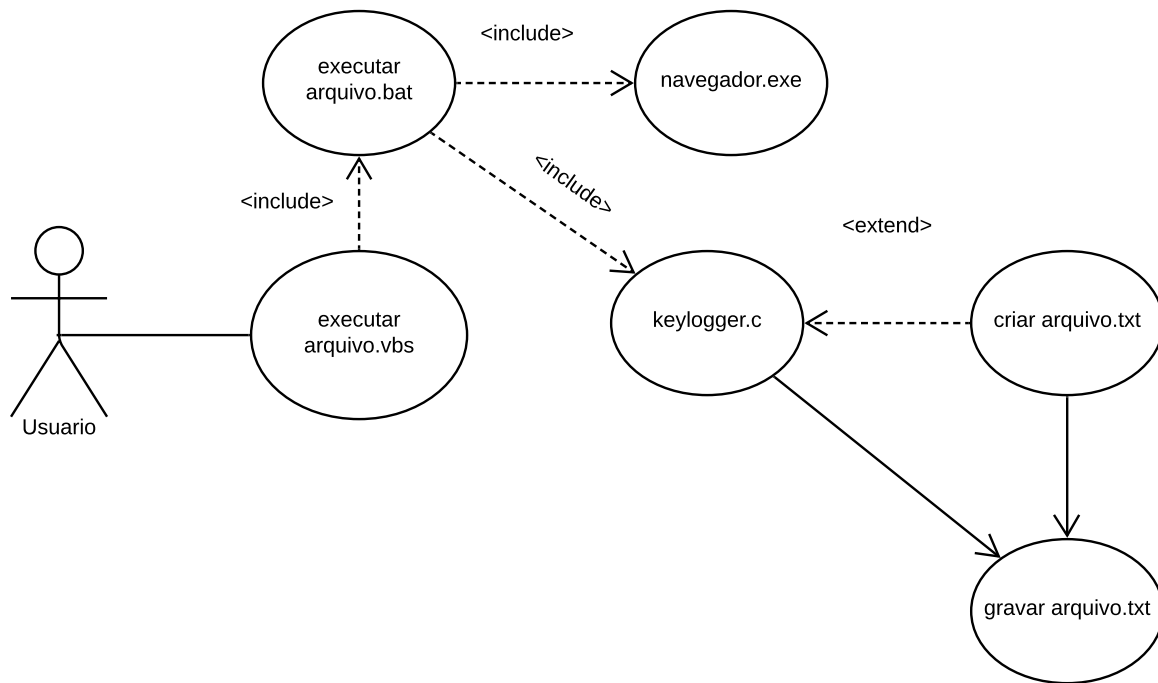 <include>
executar
arquivo.bat
navegador.exe
<include>
<include>
<extend>
executar
arquivo.vbs
keylogger.c
criar arquivo.txt
Usuario
gravar arquivo.txt